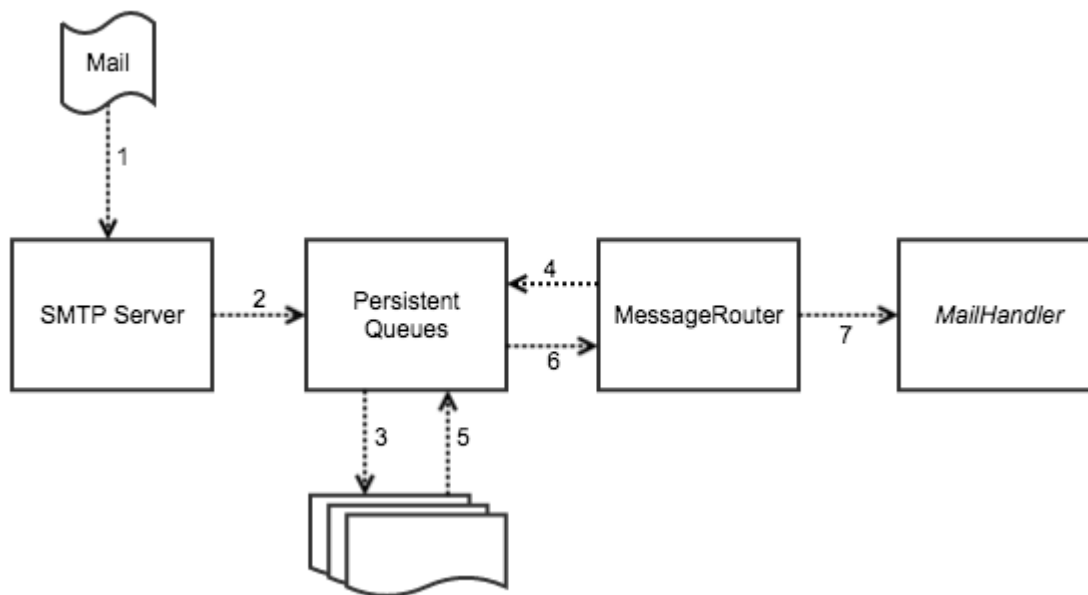 Mail
1
SMTP Server
2
Persistent
Queues
4
6
MessageRouter
7
MailHandler
3
5